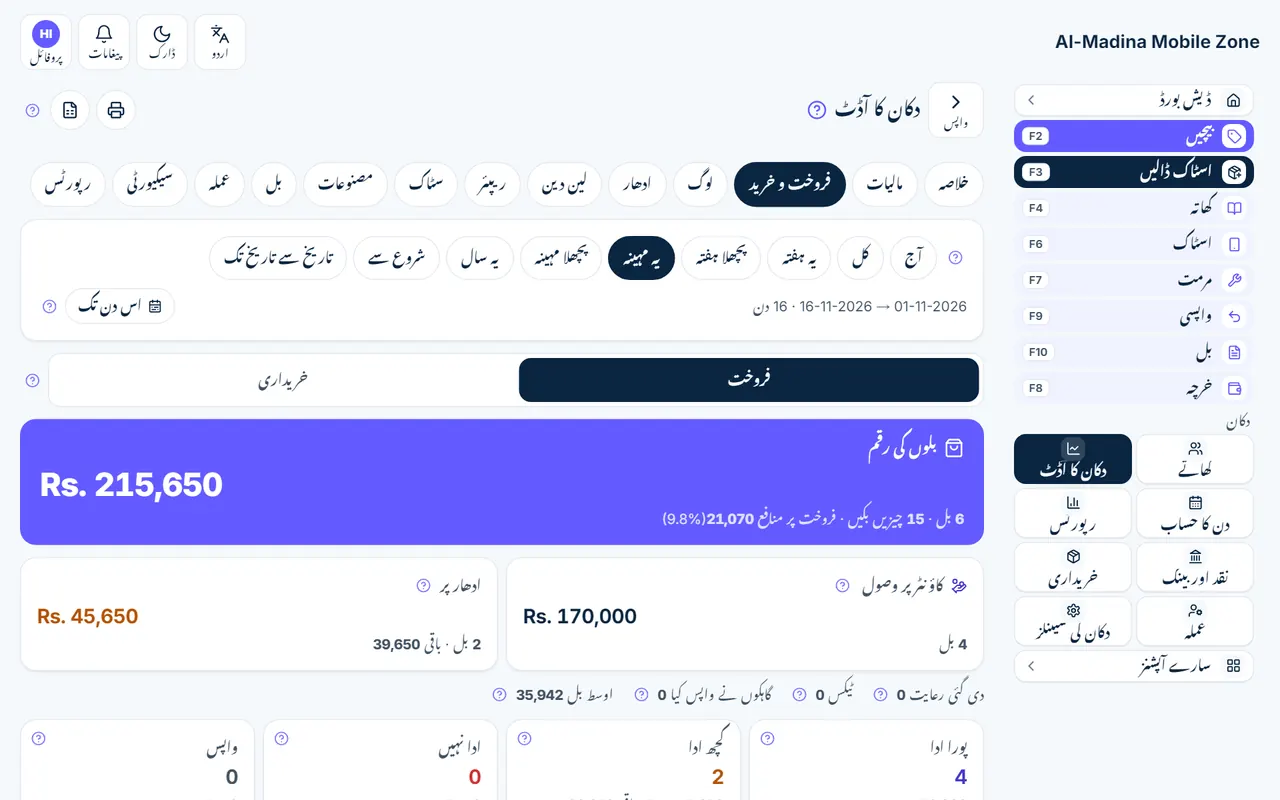 Al-Madina Mobile Zone
اردو
ڈارک
پیغامات
HI
پروفائل
ڈیش بورڈ
بیچیں F2
اسٹاک ڈالیں F3
کھاتہ F4
اسٹاک F6
مرمت F7
واپسی F9
بل F10
خرچہ F8
دکان
کھاتے
دکان کا آڈٹ
دن کا حساب
رپورٹس
نقد اور بینک
خریداری
عملہ
دکان کی سیٹنگز
سارے آپشنز
واپس
دکان کا آڈٹ
خلاصہ مالیات فروخت و خرید لوگ ادھار لین دین ریپئر سٹاک مصنوعات بل عملہ سیکیورٹی رپورٹس
آج کل یہ ہفتہ پچھلا ہفتہ یہ مہینہ پچھلا مہینہ یہ سال شروع سے تاریخ سے تاریخ تک
01-11-2026 → 16-11-2026 · 16 دن
اس دن تک
فروخت خریداری
بلوں کی رقم
Rs. 215,650
6 بل · 15 چیزیں بکیں · فروخت پر منافع 21,070 (9.8%)
کاؤنٹر پر وصول
Rs. 170,000
4 بل
ادھار پر
Rs. 45,650
2 بل · باقی 39,650
دی گئی رعایت 0 ٹیکس 0 گاہکوں نے واپس کیا 0 اوسط بل 35,942
پورا ادا
4
کچھ ادا
2
ادا نہیں
0
واپس
0